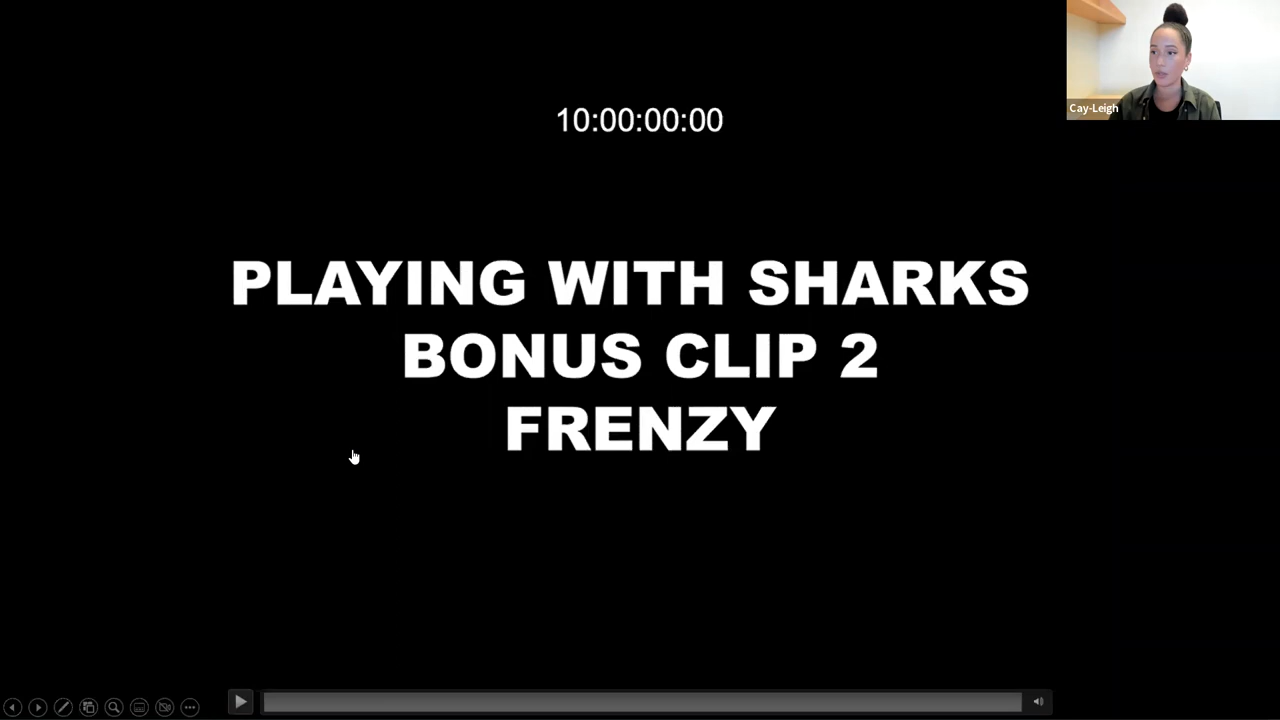 10:00:00:00
PLAYING WITH SHARKS
BONUS CLIP 2
FRENZY
Cay-Leigh